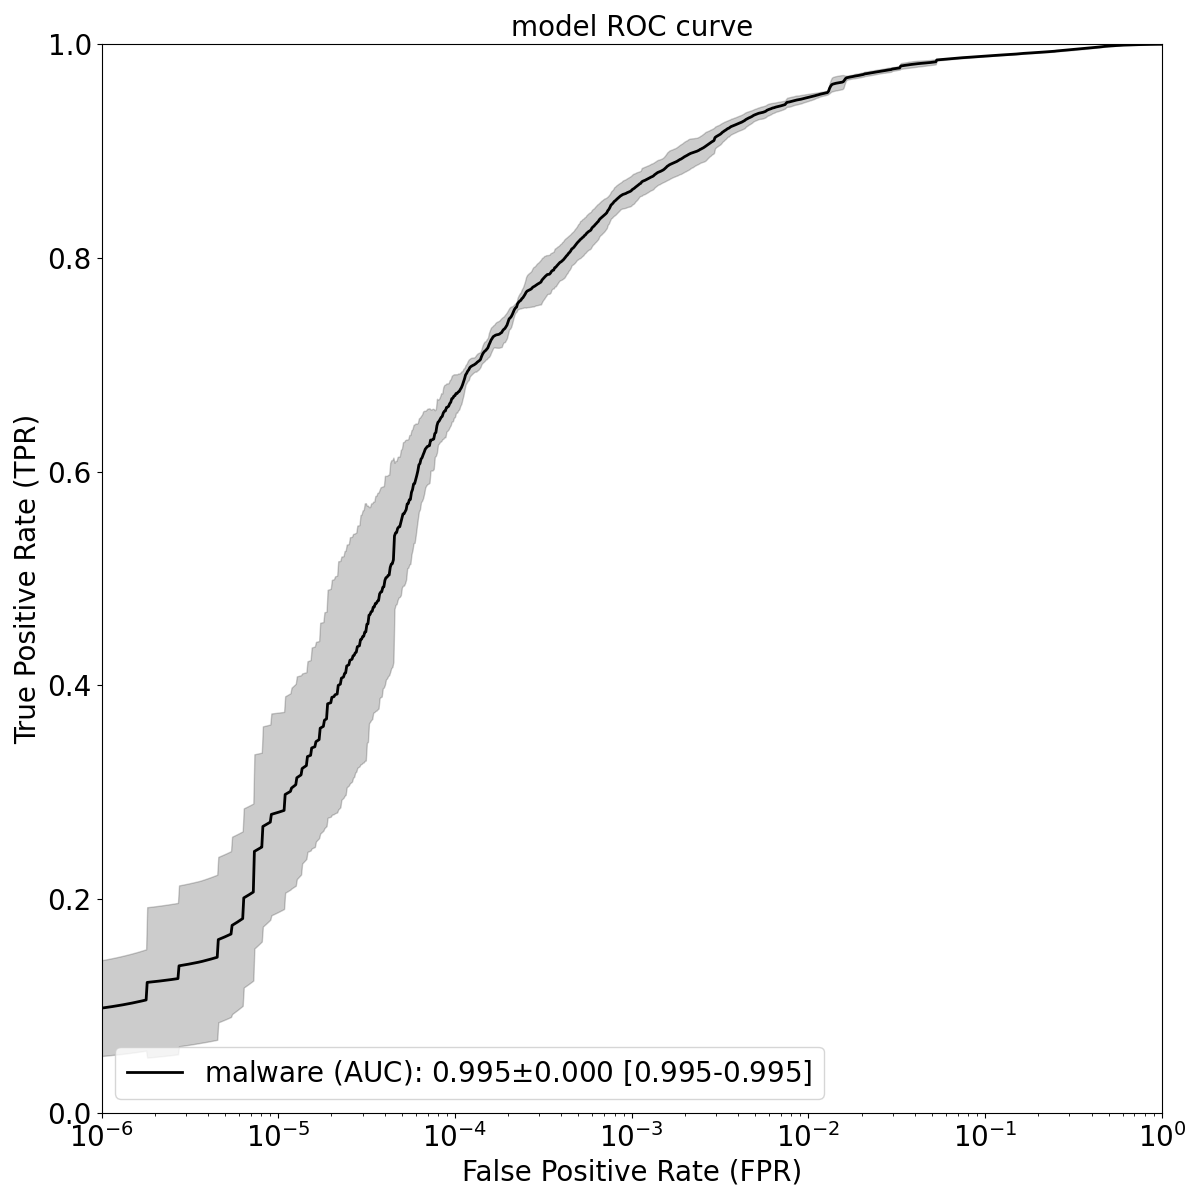 model ROC curve
1.0
0.8
0.6
0.4
0.2
0.0
True Positive Rate (TPR)
malware (AUC): 0.995±0.000 [0.995-0.995]
10⁻⁶ 10⁻⁵ 10⁻⁴ 10⁻³ 10⁻² 10⁻¹ 10⁰
False Positive Rate (FPR)